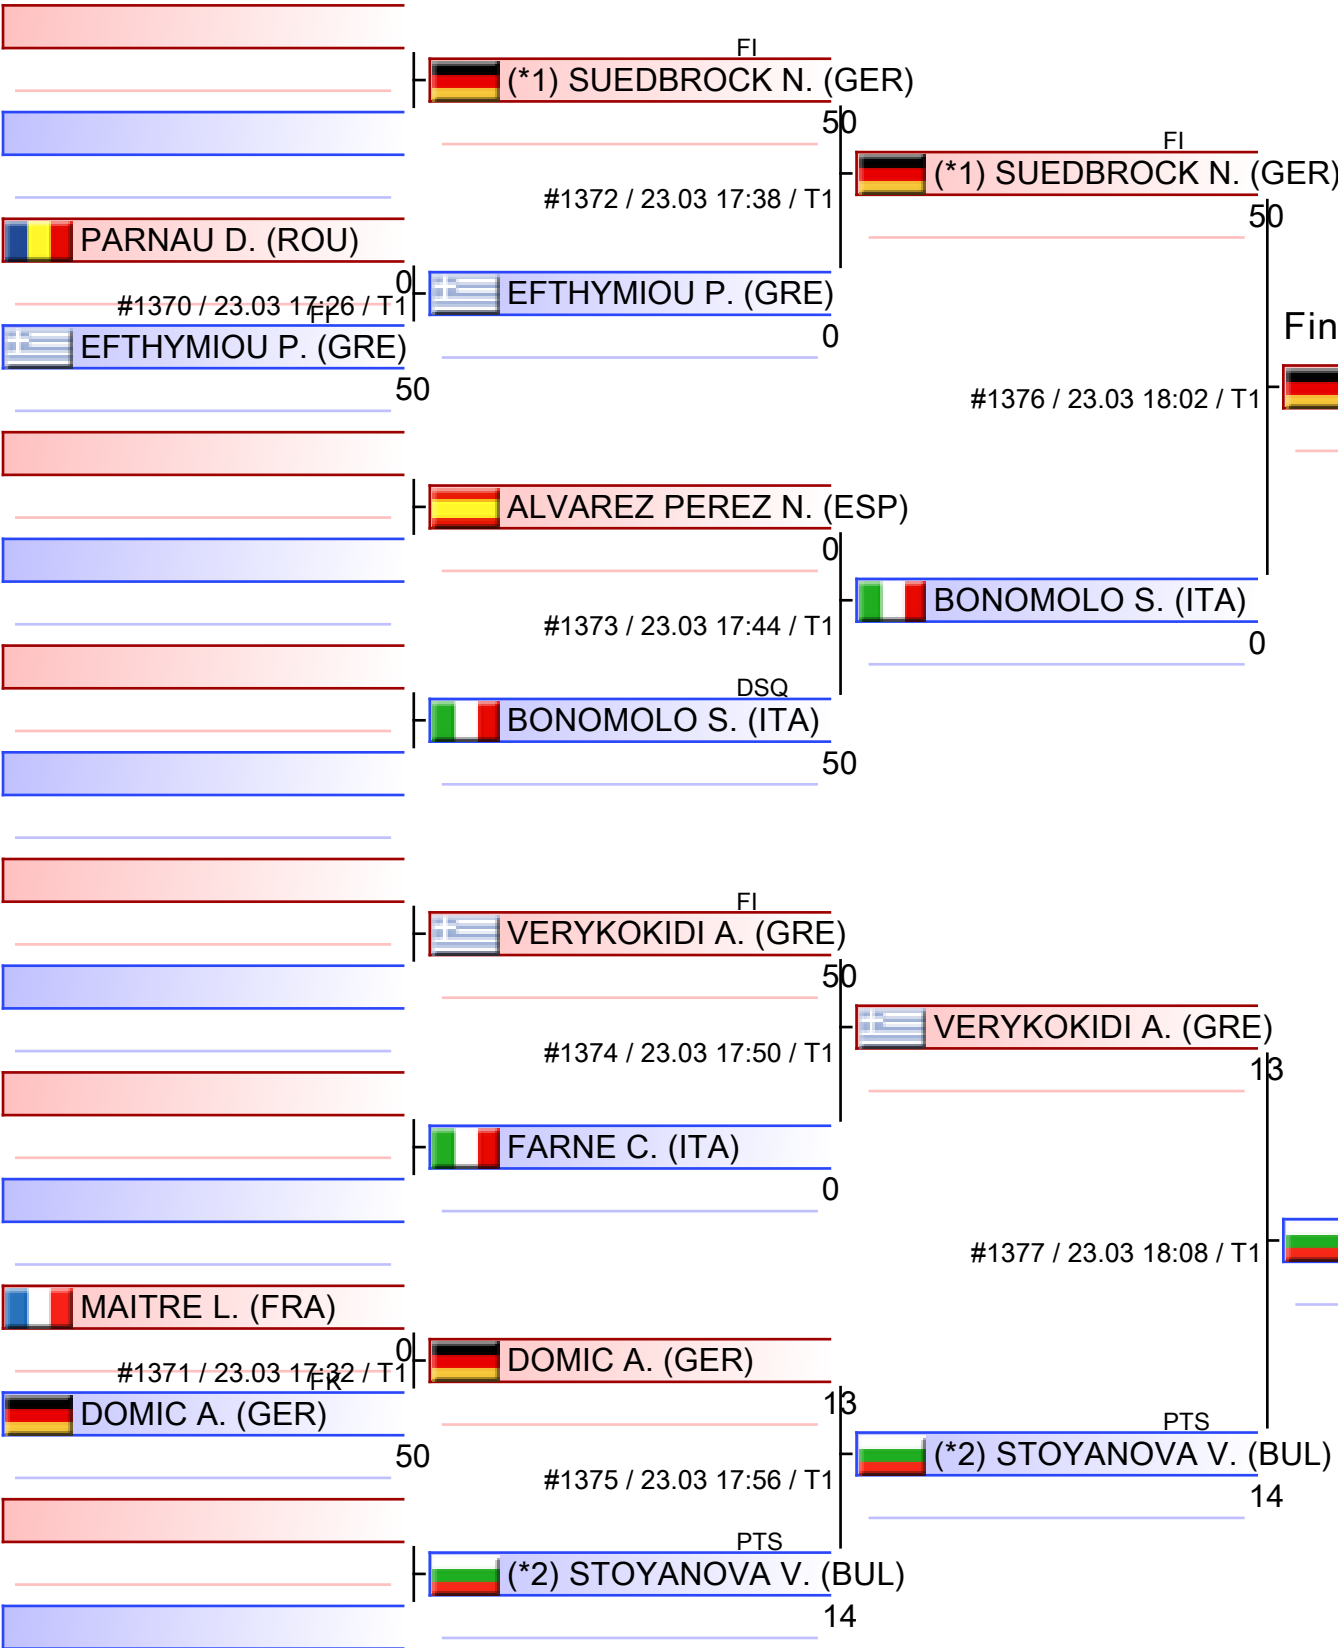 FI
(*1) SUEDBROCK N. (GER)
50
FI
(*1) SUEDBROCK N. (GER)
#1372 / 23.03 17:38 / T1
50
PARNAU D. (ROU)
0
#1370 / 23.03 17:26 / T1
EFTHYMIOU P. (GRE)
FI
EFTHYMIOU P. (GRE)
0
50
Fin
#1376 / 23.03 18:02 / T1
ALVAREZ PEREZ N. (ESP)
0
BONOMOLO S. (ITA)
#1373 / 23.03 17:44 / T1
0
DSQ
BONOMOLO S. (ITA)
50
FI
VERYKOKIDI A. (GRE)
50
VERYKOKIDI A. (GRE)
#1374 / 23.03 17:50 / T1
13
FARNE C. (ITA)
0
#1377 / 23.03 18:08 / T1
MAITRE L. (FRA)
0
#1371 / 23.03 17:32 / T1
DOMIC A. (GER)
FK
DOMIC A. (GER)
13
50
PTS
(*2) STOYANOVA V. (BUL)
#1375 / 23.03 17:56 / T1
14
PTS
(*2) STOYANOVA V. (BUL)
14